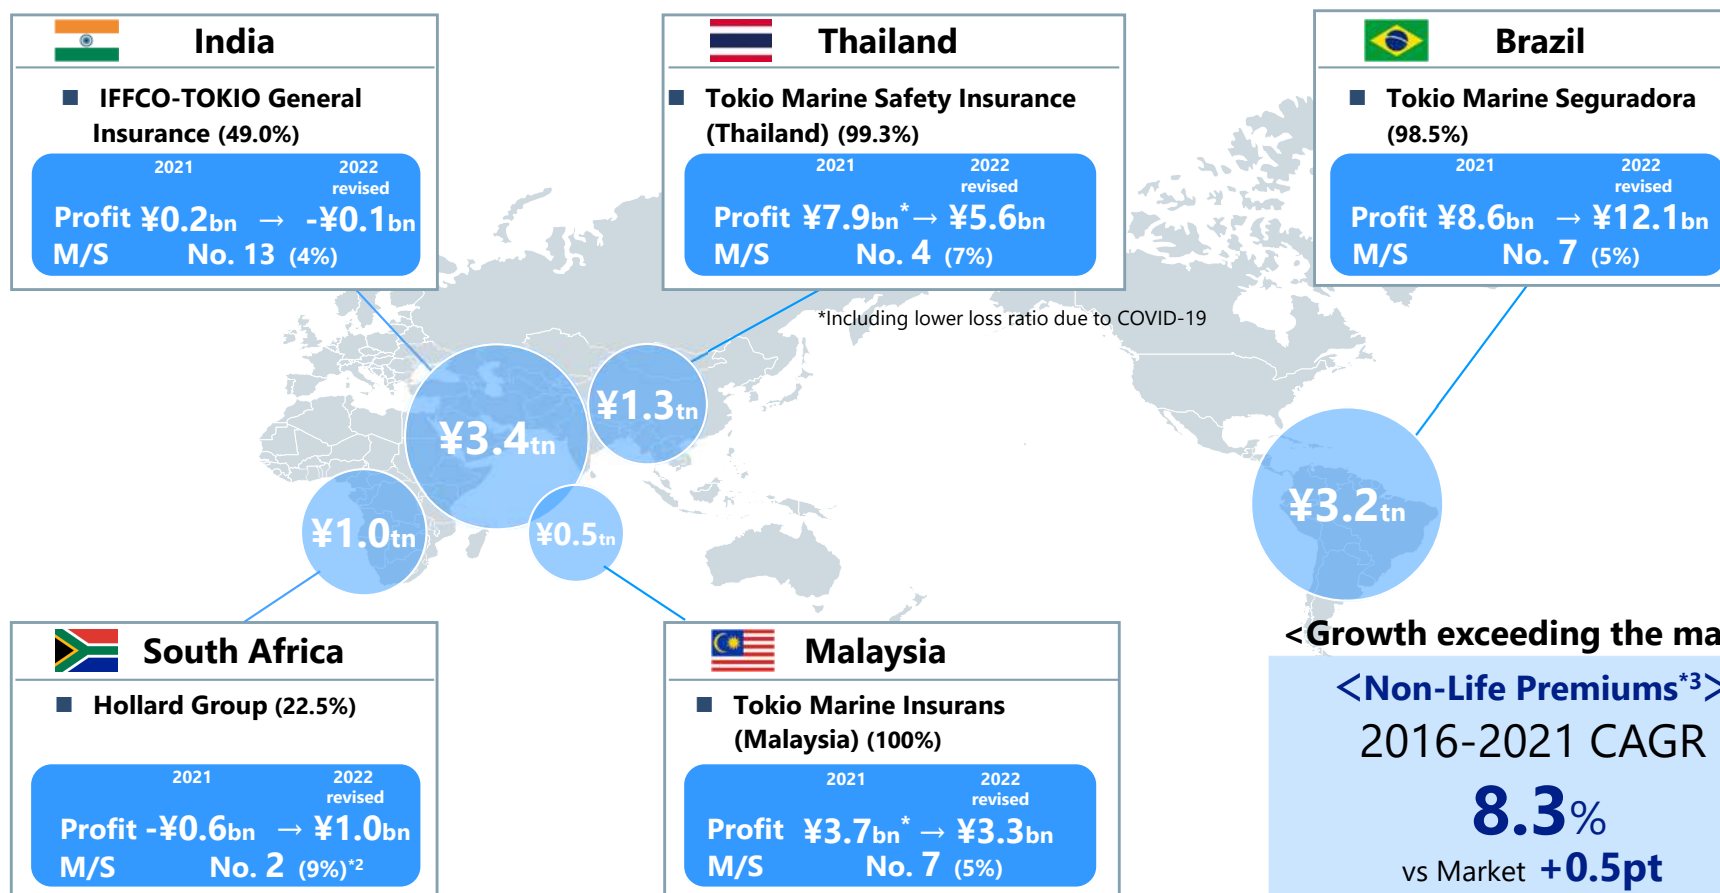 India
■ IFFCO-TOKIO General
Insurance (49.0%)
2021 2022
revised
Profit ¥0.2bn → -¥0.1bn
M/S No. 13 (4%)
Thailand
■ Tokio Marine Safety Insurance
(Thailand) (99.3%)
2021 2022
revised
Profit ¥7.9bn* → ¥5.6bn
M/S No. 4 (7%)
Brazil
■ Tokio Marine Seguradora
(98.5%)
2021 2022
revised
Profit ¥8.6bn → ¥12.1bn
M/S No. 7 (5%)
*Including lower loss ratio due to COVID-19
¥3.4tn
¥1.3tn
¥1.0tn
¥0.5tn
¥3.2tn
South Africa
■ Hollard Group (22.5%)
2021 2022
revised
Profit -¥0.6bn → ¥1.0bn
M/S No. 2 (9%)*2
Malaysia
■ Tokio Marine Insurans
(Malaysia) (100%)
2021 2022
revised
Profit ¥3.7bn* → ¥3.3bn
M/S No. 7 (5%)
<Growth exceeding the ma
<Non-Life Premiums*3>
2016-2021 CAGR
8.3%
vs Market +0.5pt